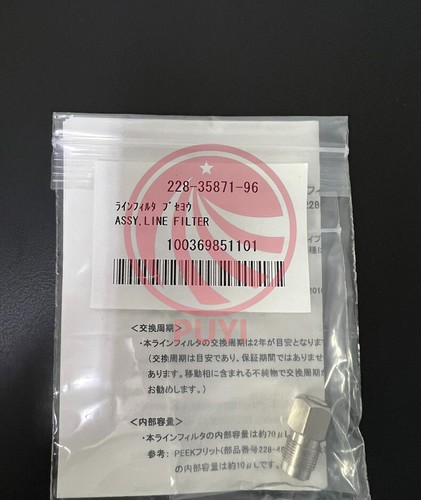 228-35871-96
ラインフィルタ ブセヨウ
ASSY,LINE FILTER
100369851101
PUYI
<交換周期>
・本ラインフィルタの交換周期は2年が目安となります
(交換周期は目安であり、保証期間ではありませ
あります。移動相に含まれる不純物で交換周期が
お勧めします。)
<内部容量>
・本ラインフィルタの内部容量は約70μL
参考: PEEKフリット(部品番号228-4
の内部容量は約10μLです。